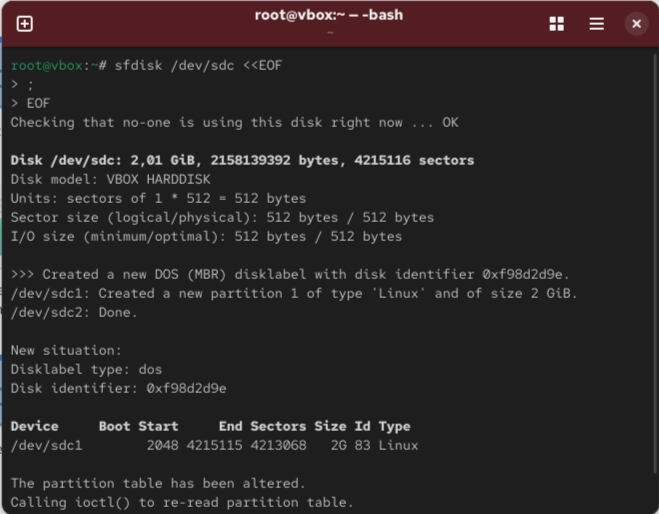 root@vbox:~ — -bash
~
root@vbox:~# sfdisk /dev/sdc <<EOF
> ;
> EOF
Checking that no-one is using this disk right now ... OK
Disk /dev/sdc: 2,01 GiB, 2158139392 bytes, 4215116 sectors
Disk model: VBOX HARDDISK
Units: sectors of 1 * 512 = 512 bytes
Sector size (logical/physical): 512 bytes / 512 bytes
I/O size (minimum/optimal): 512 bytes / 512 bytes
>>> Created a new DOS (MBR) disklabel with disk identifier 0xf98d2d9e.
/dev/sdc1: Created a new partition 1 of type 'Linux' and of size 2 GiB.
/dev/sdc2: Done.
New situation:
Disklabel type: dos
Disk identifier: 0xf98d2d9e
Device     Boot Start     End Sectors Size Id Type
/dev/sdc1        2048 4215115 4213068   2G 83 Linux
The partition table has been altered.
Calling ioctl() to re-read partition table.